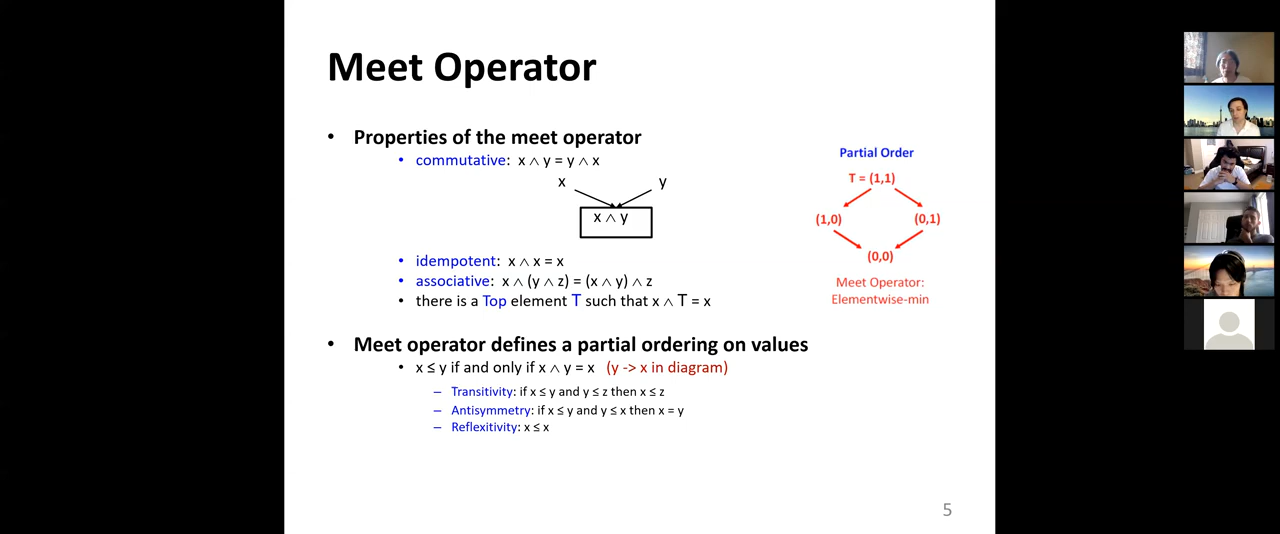 Meet Operator
• Properties of the meet operator
• commutative: x ∧ y = y ∧ x
x y
x ∧ y
• idempotent: x ∧ x = x
• associative: x ∧ (y ∧ z) = (x ∧ y) ∧ z
• there is a Top element T such that x ∧ T = x
• Meet operator defines a partial ordering on values
• x ≤ y if and only if x ∧ y = x (y -> x in diagram)
– Transitivity: if x ≤ y and y ≤ z then x ≤ z
– Antisymmetry: if x ≤ y and y ≤ x then x = y
– Reflexitivity: x ≤ x
Partial Order
T = (1,1)
(1,0) (0,1)
(0,0)
Meet Operator:
Elementwise-min
5